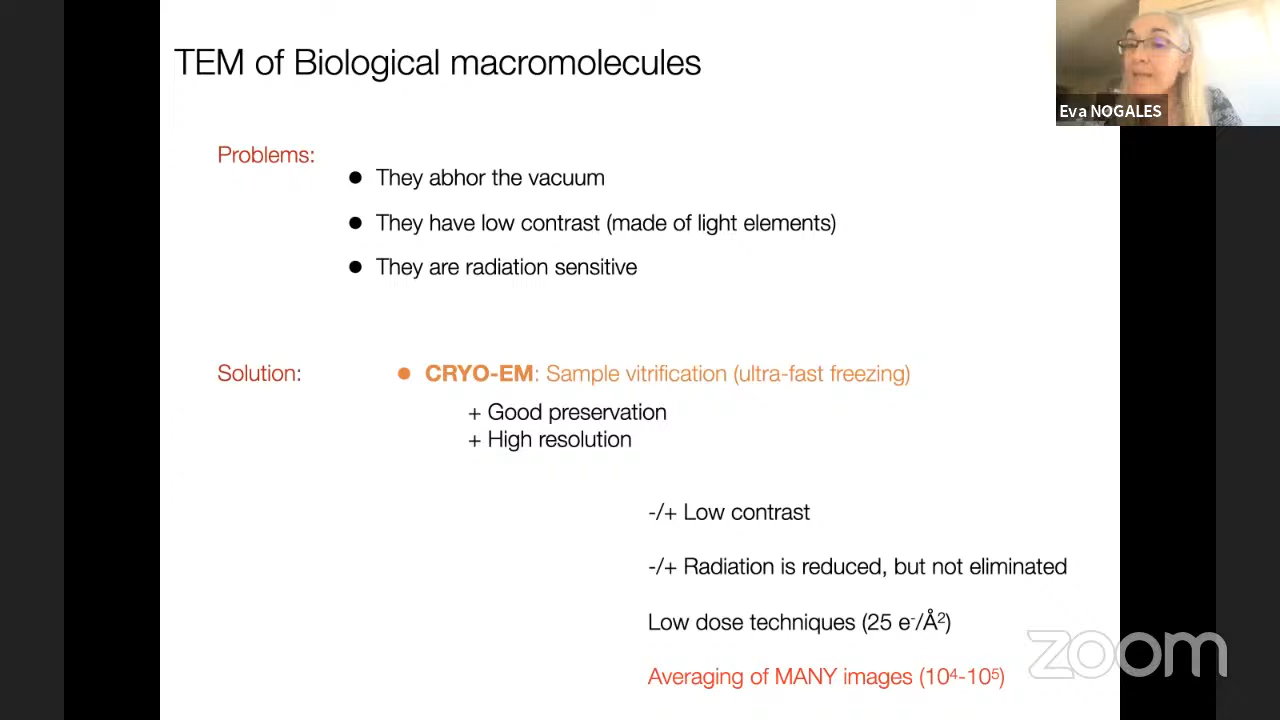 TEM of Biological macromolecules
Eva NOGALES
Problems:
● They abhor the vacuum
● They have low contrast (made of light elements)
● They are radiation sensitive
Solution:
● CRYO-EM: Sample vitrification (ultra-fast freezing)
+ Good preservation
+ High resolution
-/+ Low contrast
-/+ Radiation is reduced, but not eliminated
Low dose techniques (25 e⁻/Å²)
Averaging of MANY images (10⁴-10⁵)
zoom